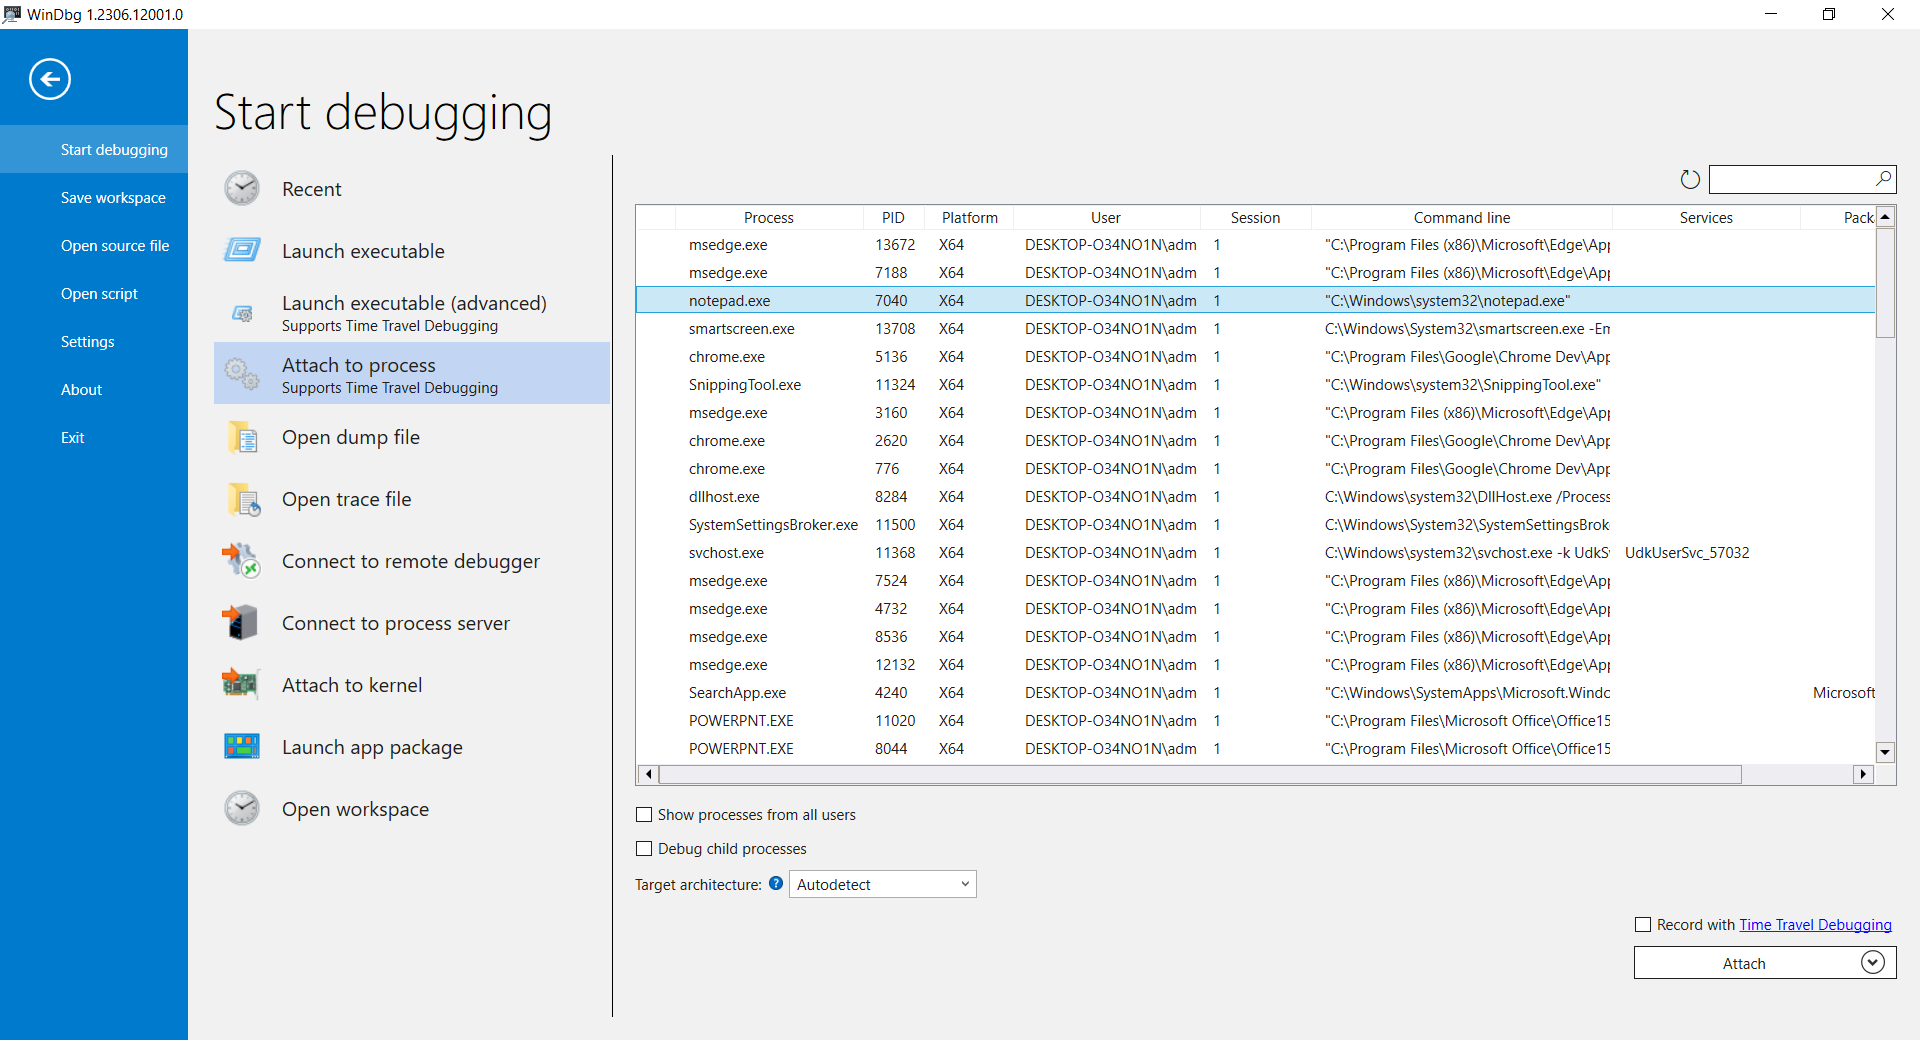 WinDbg 1.2306.12001.0
Start debugging
Save workspace
Open source file
Open script
Settings
About
Exit
Start debugging
Recent
Launch executable
Launch executable (advanced)
Supports Time Travel Debugging
Attach to process
Supports Time Travel Debugging
Open dump file
Open trace file
Connect to remote debugger
Connect to process server
Attach to kernel
Launch app package
Open workspace
Process PID Platform User Session Command line Services Pack
msedge.exe 13672 X64 DESKTOP-O34NO1N\adm 1 "C:\Program Files (x86)\Microsoft\Edge\App
msedge.exe 7188 X64 DESKTOP-O34NO1N\adm 1 "C:\Program Files (x86)\Microsoft\Edge\App
notepad.exe 7040 X64 DESKTOP-O34NO1N\adm 1 "C:\Windows\system32\notepad.exe"
smartscreen.exe 13708 X64 DESKTOP-O34NO1N\adm 1 C:\Windows\System32\smartscreen.exe -Em
chrome.exe 5136 X64 DESKTOP-O34NO1N\adm 1 "C:\Program Files\Google\Chrome Dev\App
SnippingTool.exe 11324 X64 DESKTOP-O34NO1N\adm 1 "C:\Windows\system32\SnippingTool.exe"
msedge.exe 3160 X64 DESKTOP-O34NO1N\adm 1 "C:\Program Files (x86)\Microsoft\Edge\App
chrome.exe 2620 X64 DESKTOP-O34NO1N\adm 1 "C:\Program Files\Google\Chrome Dev\App
chrome.exe 776 X64 DESKTOP-O34NO1N\adm 1 "C:\Program Files\Google\Chrome Dev\App
dllhost.exe 8284 X64 DESKTOP-O34NO1N\adm 1 C:\Windows\system32\DllHost.exe /Process
SystemSettingsBroker.exe 11500 X64 DESKTOP-O34NO1N\adm 1 C:\Windows\System32\SystemSettingsBrok
svchost.exe 11368 X64 DESKTOP-O34NO1N\adm 1 C:\Windows\system32\svchost.exe -k UdkS UdkUserSvc_57032
msedge.exe 7524 X64 DESKTOP-O34NO1N\adm 1 "C:\Program Files (x86)\Microsoft\Edge\App
msedge.exe 4732 X64 DESKTOP-O34NO1N\adm 1 "C:\Program Files (x86)\Microsoft\Edge\App
msedge.exe 8536 X64 DESKTOP-O34NO1N\adm 1 "C:\Program Files (x86)\Microsoft\Edge\App
msedge.exe 12132 X64 DESKTOP-O34NO1N\adm 1 "C:\Program Files (x86)\Microsoft\Edge\App
SearchApp.exe 4240 X64 DESKTOP-O34NO1N\adm 1 "C:\Windows\SystemApps\Microsoft.Windo Microsoft
POWERPNT.EXE 11020 X64 DESKTOP-O34NO1N\adm 1 "C:\Program Files\Microsoft Office\Office15
POWERPNT.EXE 8044 X64 DESKTOP-O34NO1N\adm 1 "C:\Program Files\Microsoft Office\Office15
Show processes from all users
Debug child processes
Target architecture: ? Autodetect
Record with Time Travel Debugging
Attach